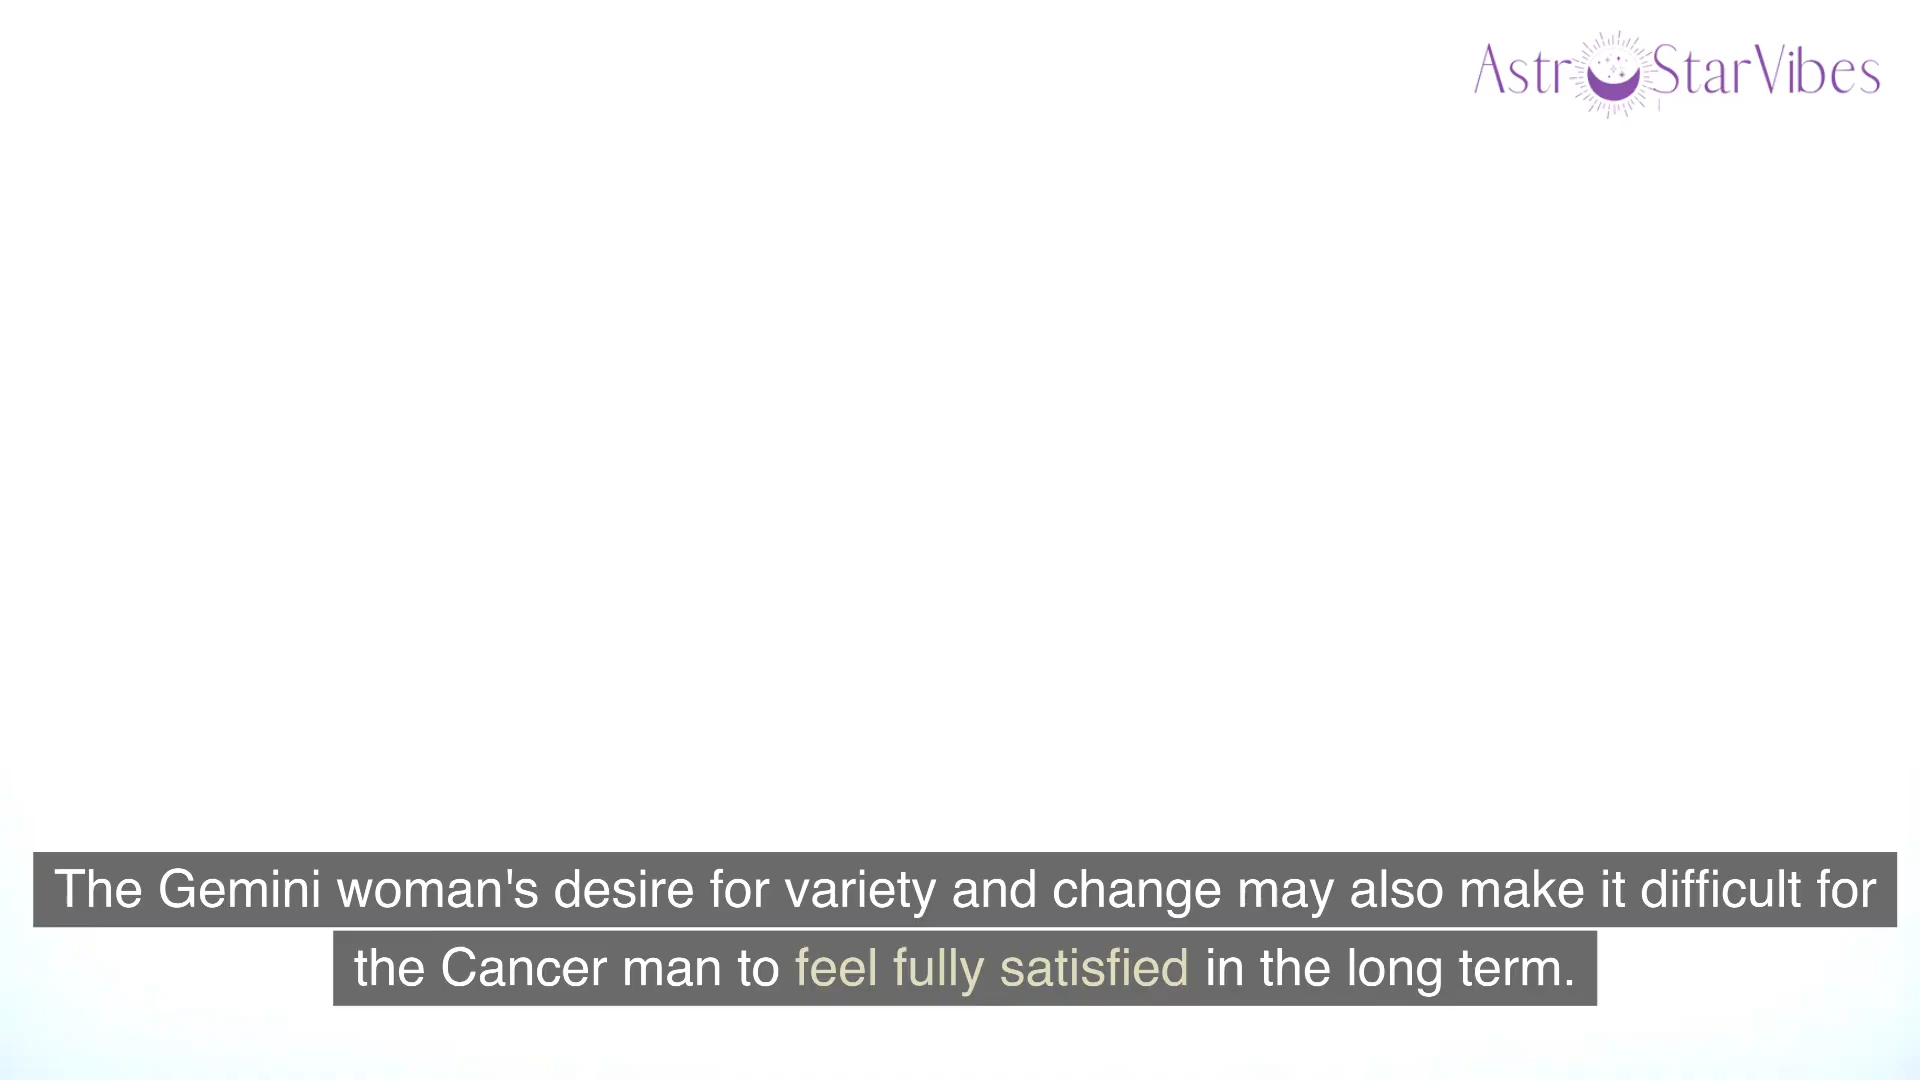 AstroStarVibes
The Gemini woman's desire for variety and change may also make it difficult for
the Cancer man to feel fully satisfied in the long term.